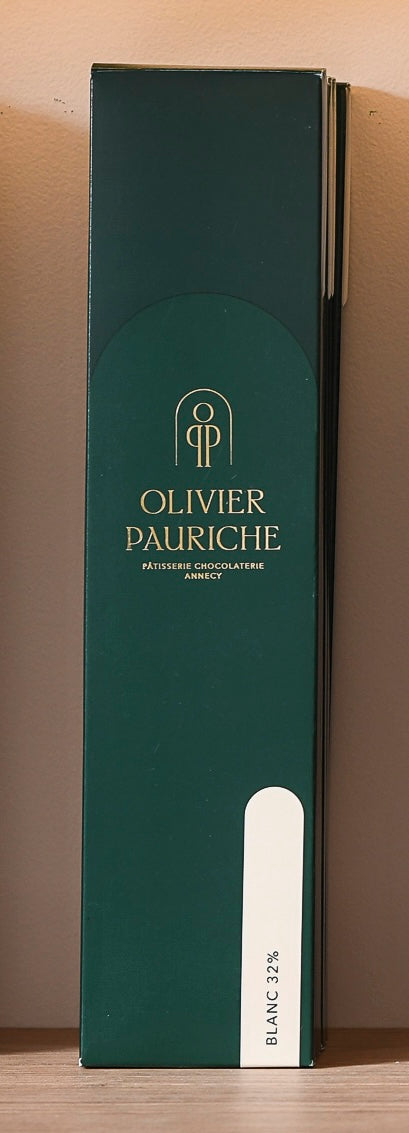 OLIVIER
PAURICHE
PÂTISSERIE CHOCOLATERIE
ANNECY
BLANC 32%